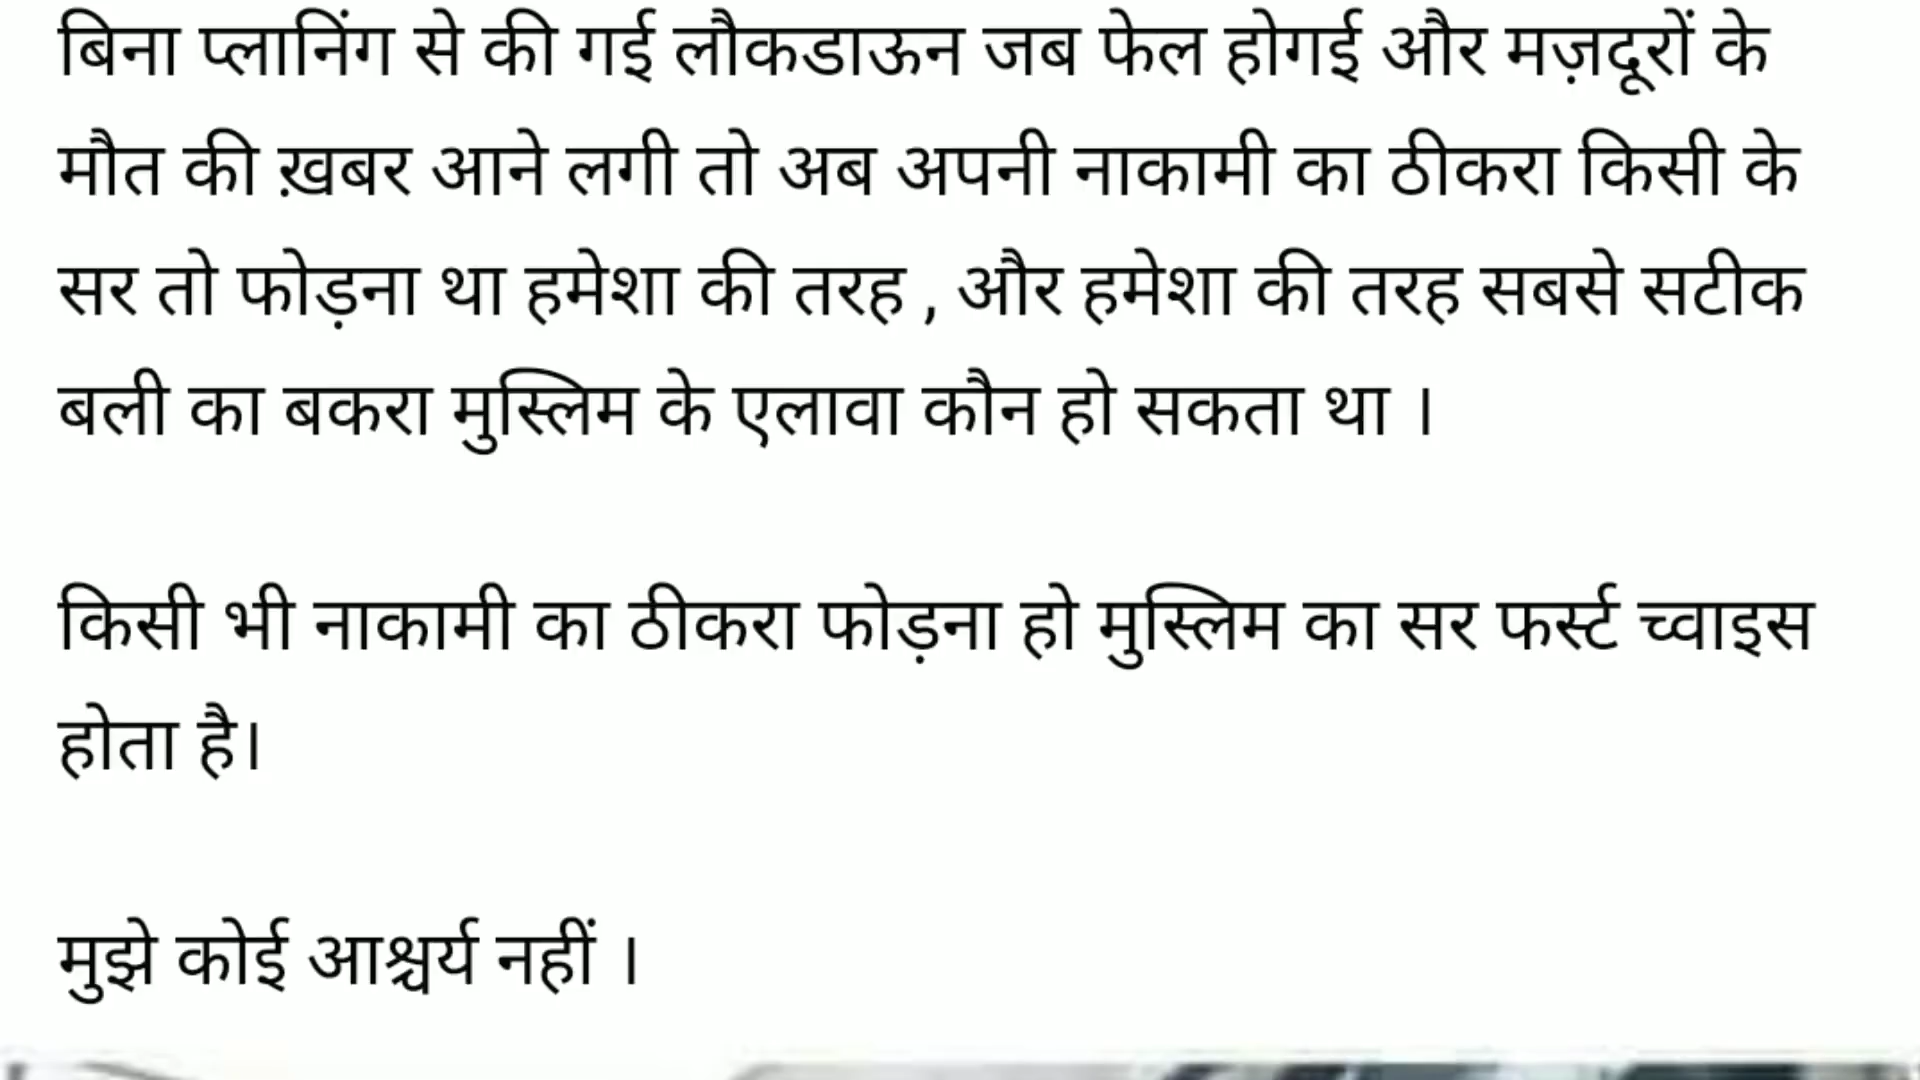 बिना प्लानिंग से की गई लौकडाऊन जब फेल होगई और मज़दूरों के
मौत की ख़बर आने लगी तो अब अपनी नाकामी का ठीकरा किसी के
सर तो फोड़ना था हमेशा की तरह , और हमेशा की तरह सबसे सटीक
बली का बकरा मुस्लिम के एलावा कौन हो सकता था ।
किसी भी नाकामी का ठीकरा फोड़ना हो मुस्लिम का सर फर्स्ट च्वाइस
होता है।
मुझे कोई आश्चर्य नहीं ।